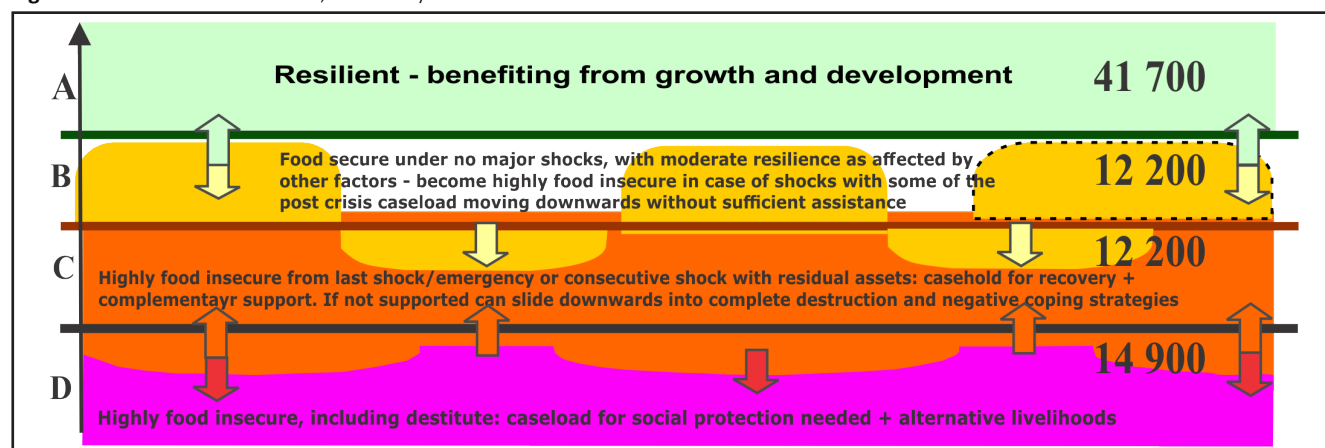 A
Resilient - benefiting from growth and development
41 700
B
Food secure under no major shocks, with moderate resilience as affected by
other factors - become highly food insecure in case of shocks with some of the
post crisis caseload moving downwards without sufficient assistance
12 200
C
12 200
Highly food insecure from last shock/emergency or consecutive shock with residual assets: casehold for recovery +
complementayr support. If not supported can slide downwards into complete destruction and negative coping strategies
14 900
D
Highly food insecure, including destitute: caseload for social protection needed + alternative livelihoods